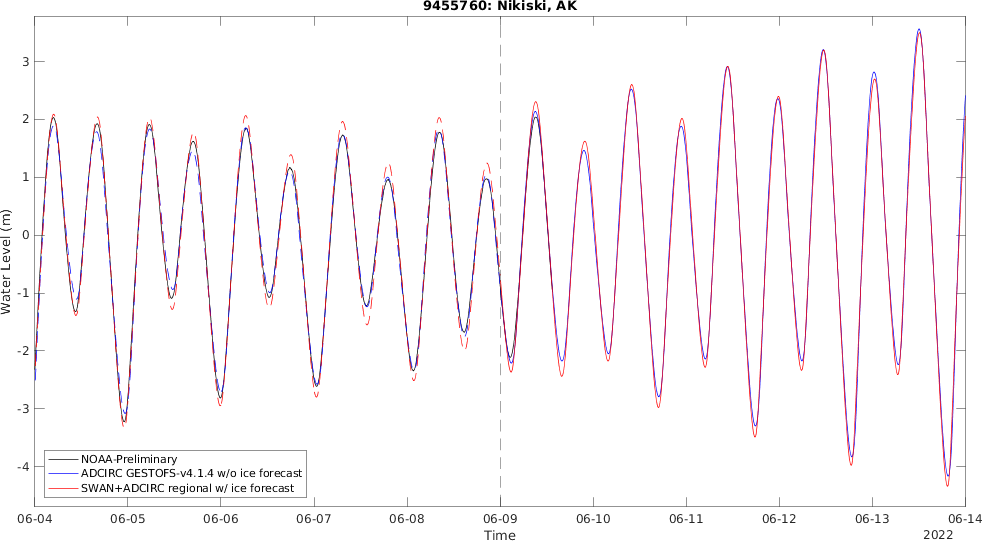 9455760: Nikiski, AK
Water Level (m)
3
2
1
0
-1
-2
-3
-4
NOAA-Preliminary
ADCIRC GESTOFS-v4.1.4 w/o ice forecast
SWAN+ADCIRC regional w/ ice forecast
06-04 06-05 06-06 06-07 06-08 06-09 06-10 06-11 06-12 06-13 06-14
Time
2022